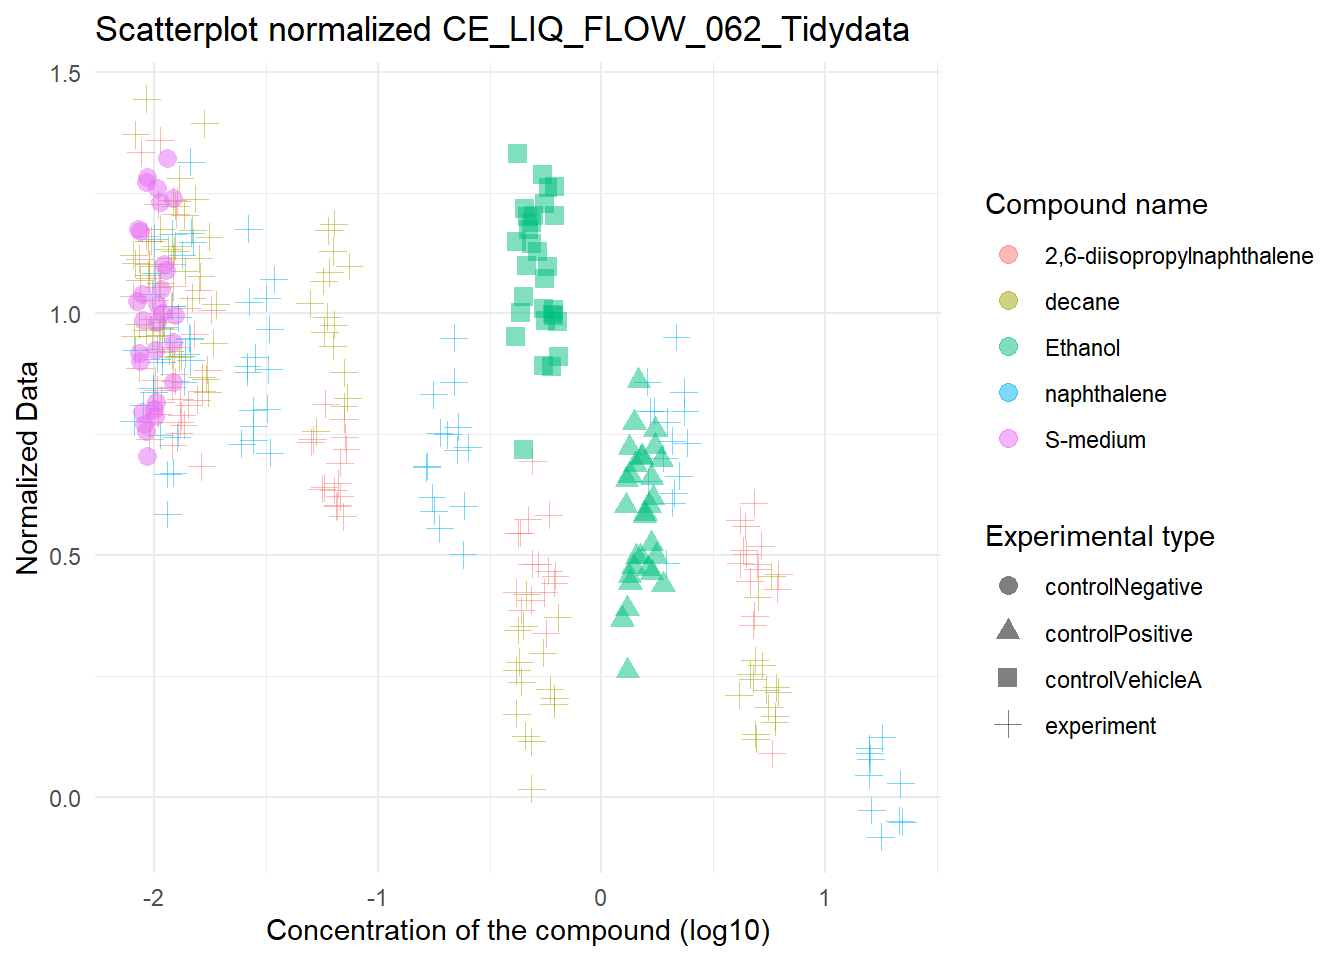 Scatterplot normalized CE_LIQ_FLOW_062_Tidydata
1.5
1.0
0.5
0.0
Normalized Data
-2
-1
0
1
Concentration of the compound (log10)
Compound name
2,6-diisopropylnaphthalene
decane
Ethanol
naphthalene
S-medium
Experimental type
controlNegative
controlPositive
controlVehicleA
experiment